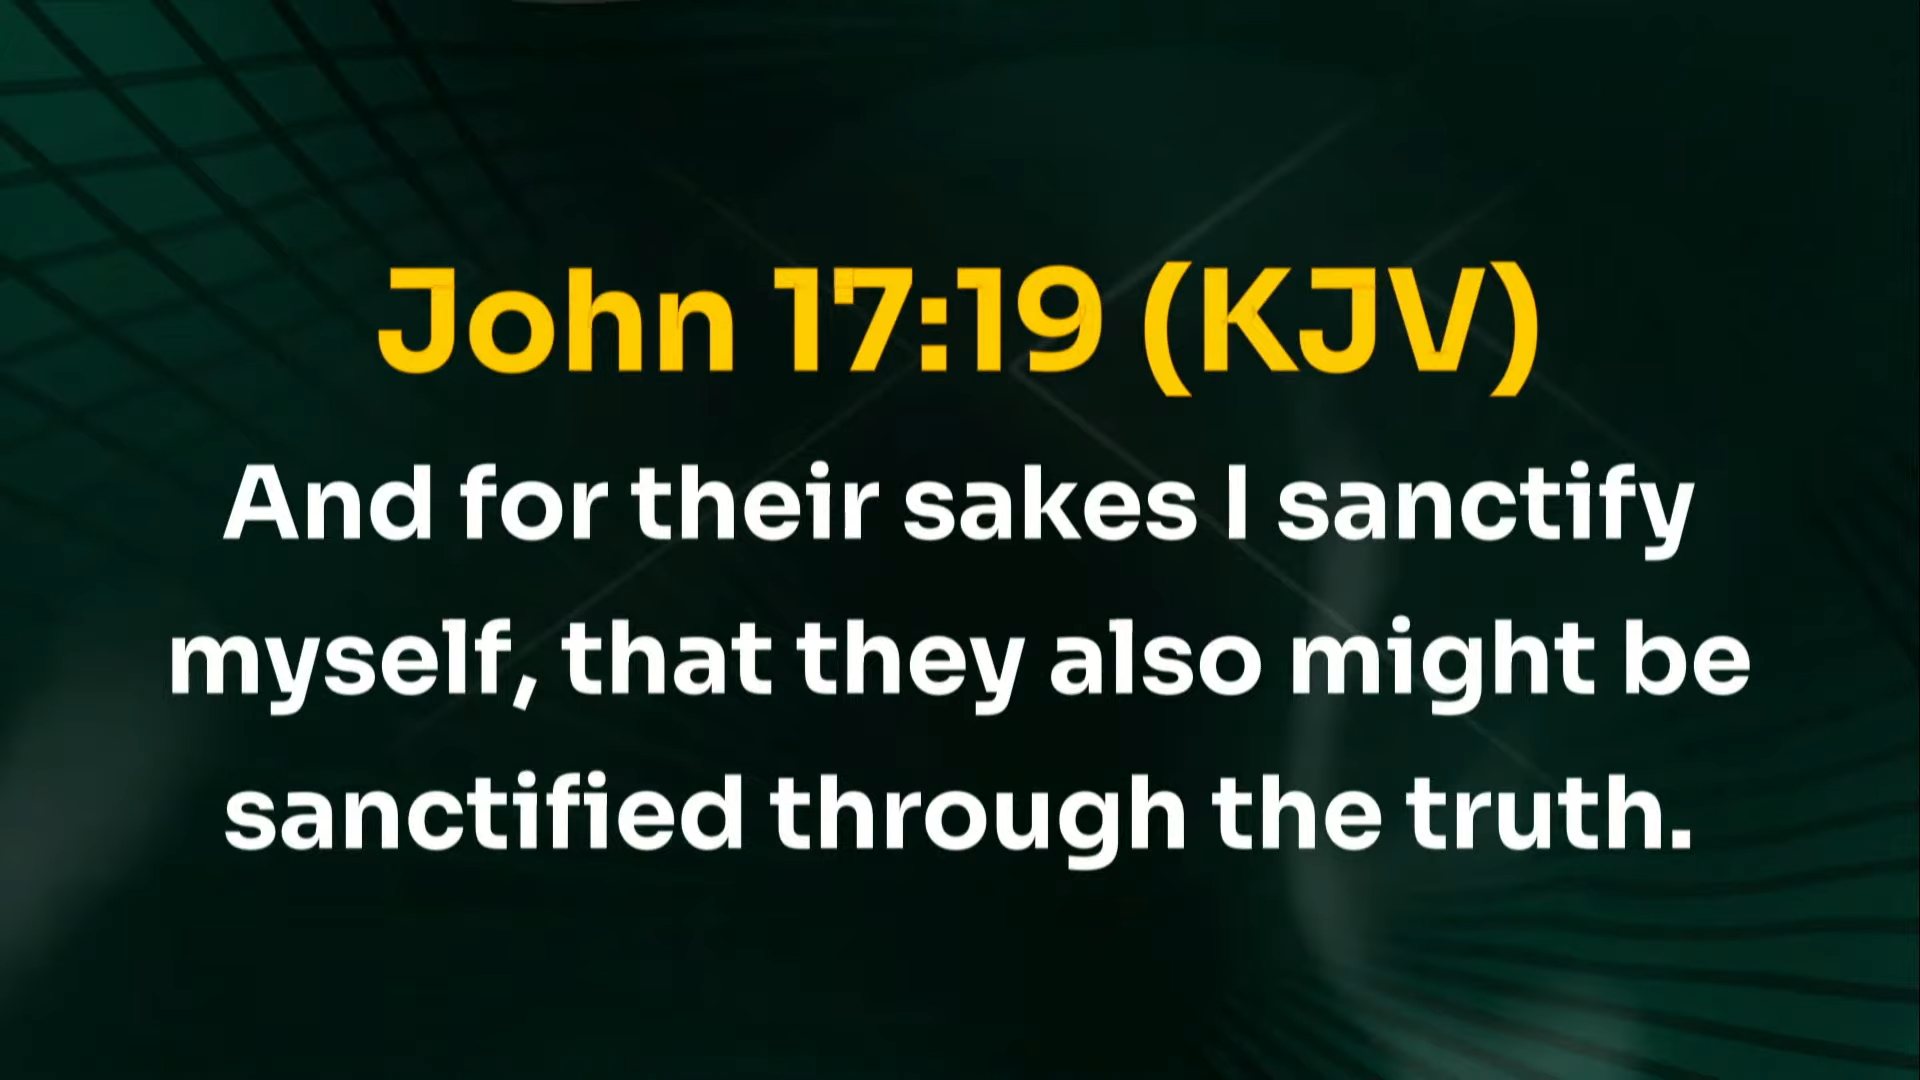 John 17:19 (KJV)
And for their sakes I sanctify
myself, that they also might be
sanctified through the truth.